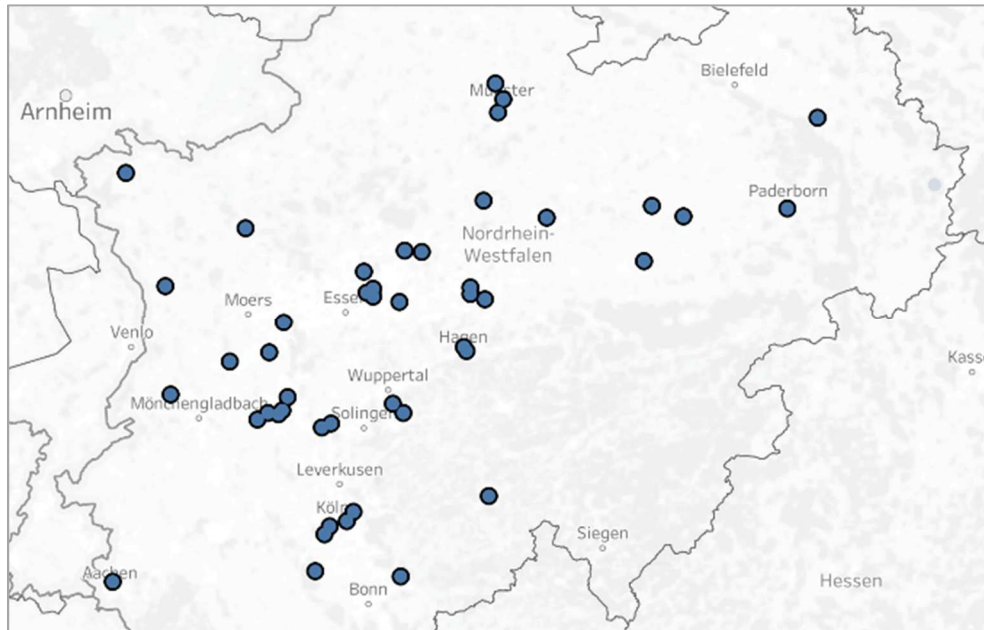 Bielefeld
Münster
Arnheim
Paderborn
Nordrhein-
Westfalen
Moers
Essen
Venlo
Hagen
Kass
Wuppertal
Mönchengladbach
Solingen
Leverkusen
Köln
Siegen
Aachen
Hessen
Bonn